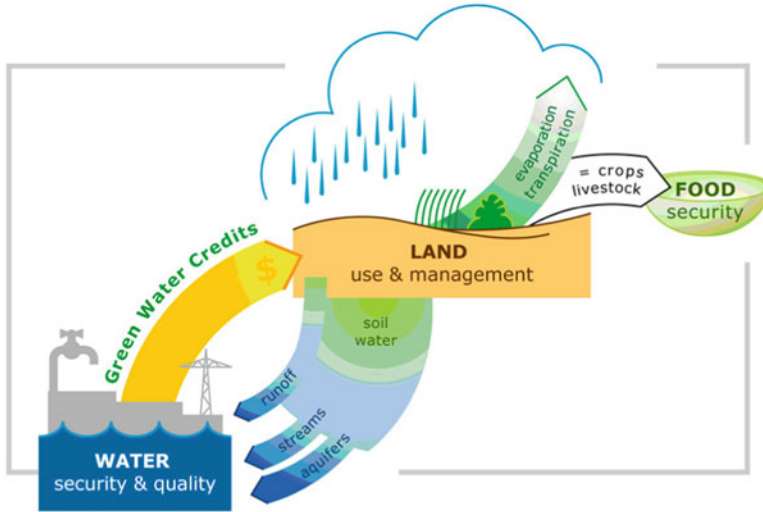 evaporation
transpiration
= crops
livestock
FOOD
security
LAND
use & management
Green Water Credits
$
soil
water
runoff
streams
aquifers
WATER
security & quality